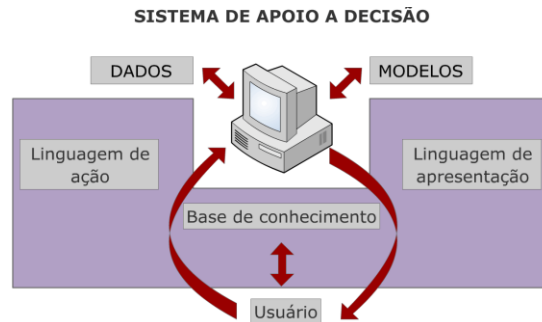 SISTEMA DE APOIO A DECISÃO
DADOS
MODELOS
Linguagem de
ação
Linguagem de
apresentação
Base de conhecimento
Usuário